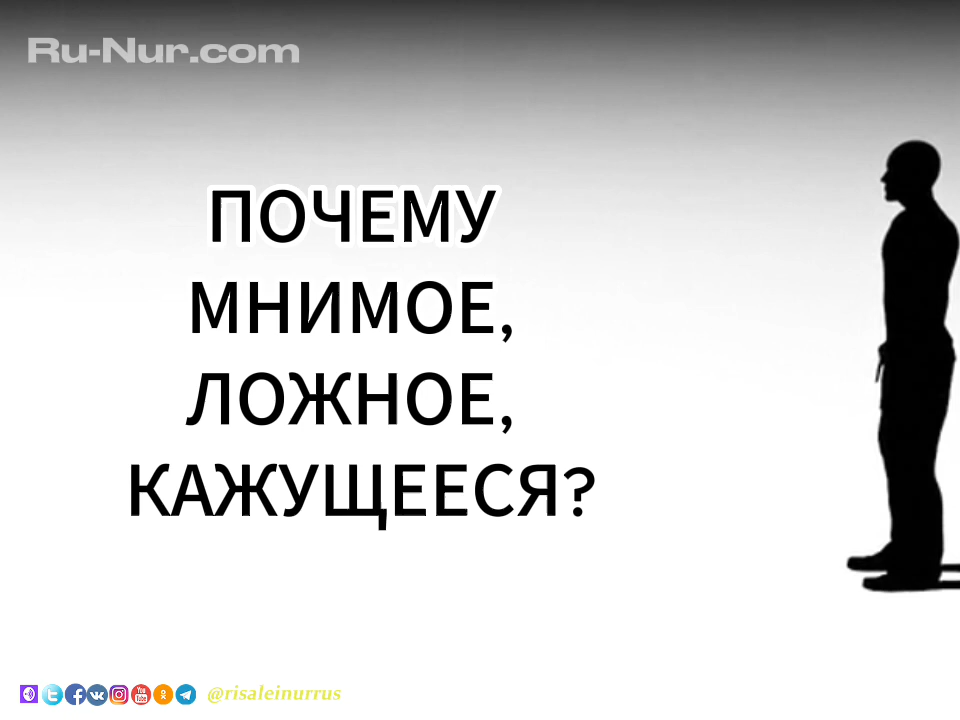 Ru-Nur.com
ПОЧЕМУ
МНИМОЕ,
ЛОЖНОЕ,
КАЖУЩЕЕСЯ?
@risaleinurrus